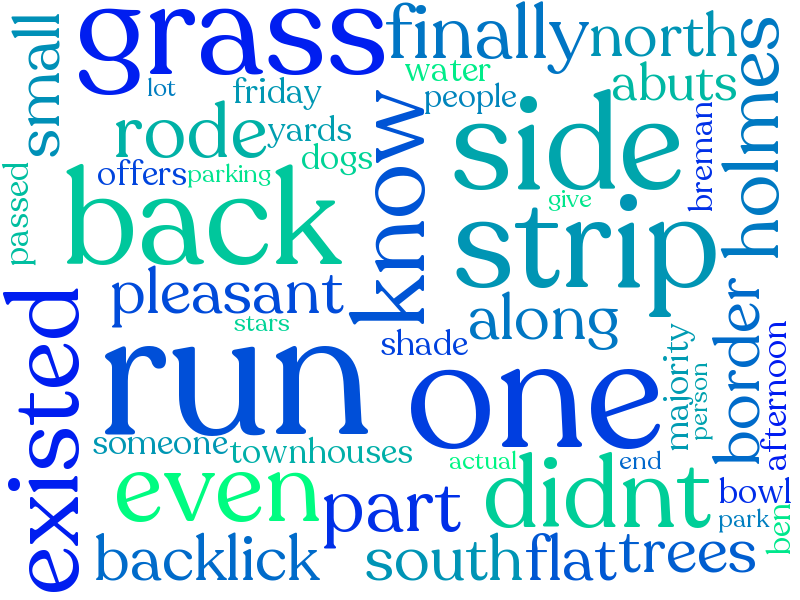 grass
finally
north
small
lot
friday
water
people
abuts
holmes
rode
yards
know
side
breman
dogs
offers
parking
passed
back
give
strip
pleasant
existed
stars
along
border
run
shade
one
majority
person
afternoon
someone
townhouses
actual
end
even
part
didnt
bowl
park
ben
backlick
south
flat
trees